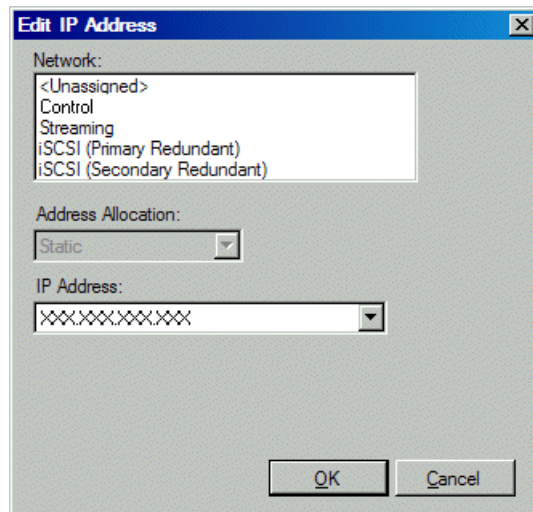 Edit IP Address
Network:
<Unassigned>
Control
Streaming
iSCSI (Primary Redundant)
iSCSI (Secondary Redundant)
Address Allocation:
Static
IP Address:
XXX.XXX.XXX.XXX
OK
Cancel